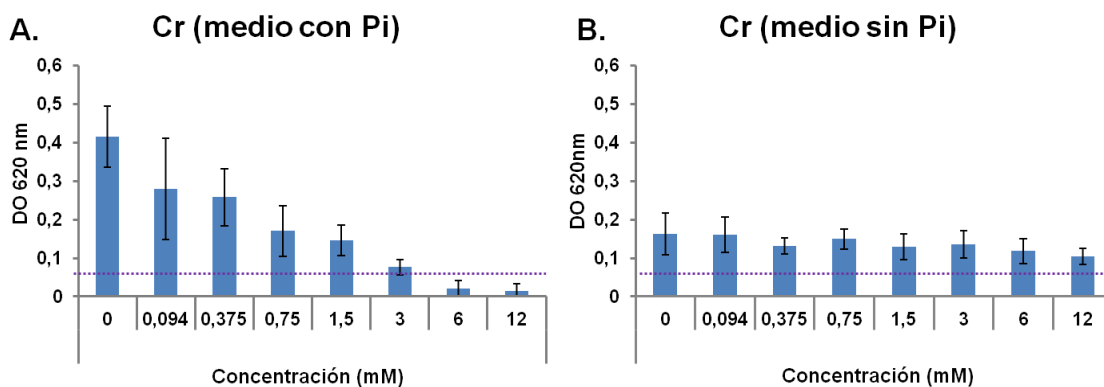 A. Cr (medio con Pi)
0,6
0,5
0,4
0,3
0,2
0,1
0
DO 620 nm
0 0,094 0,375 0,75 1,5 3 6 12
Concentración (mM)
B. Cr (medio sin Pi)
0,6
0,5
0,4
0,3
0,2
0,1
0
DO 620nm
0 0,094 0,375 0,75 1,5 3 6 12
Concentración (mM)